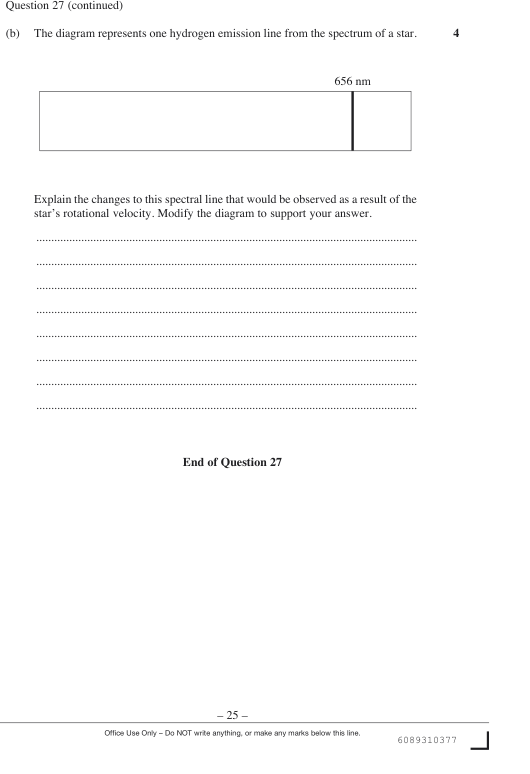 Question 27 (continued)
(b) The diagram represents one hydrogen emission line from the spectrum of a star. 4
656 nm
Explain the changes to this spectral line that would be observed as a result of the
star's rotational velocity. Modify the diagram to support your answer.
End of Question 27
– 25 –
Office Use Only – Do NOT write anything, or make any marks below this line.
6089310377